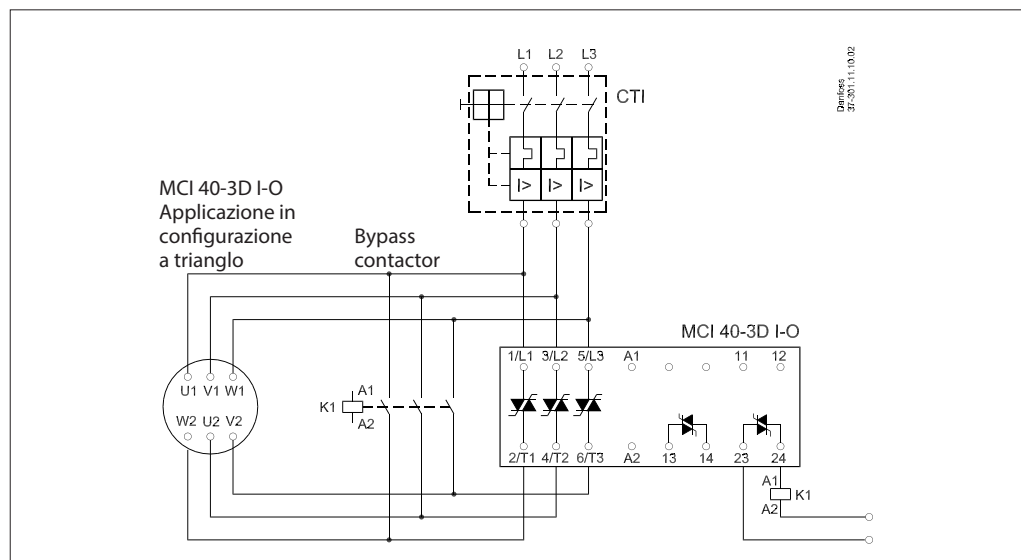 L1 L2 L3
CTI
Danfoss
37-301.11.10.02
I> I> I>
MCI 40-3D I-O
Applicazione in
configurazione
a trianglo
Bypass
contactor
MCI 40-3D I-O
1/L1 3/L2 5/L3 A1 11 12
U1 V1 W1
W2 U2 V2
A1
K1
A2
2/T1 4/T2 6/T3 A2 13 14 23 24
A1
K1
A2